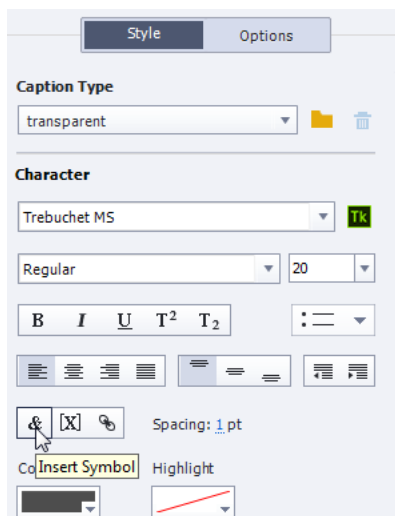 Style Options
Caption Type
transparent
Character
Trebuchet MS Tk
Regular 20
B I U T² T₂
& [X] Spacing: 1 pt
Co Insert Symbol Highlight